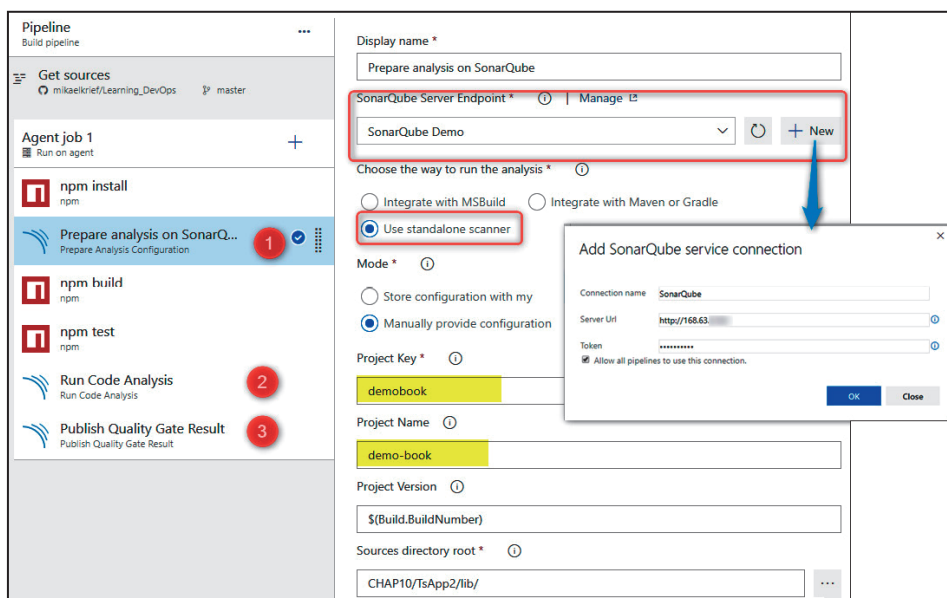 Pipeline
Build pipeline
...
Get sources
mikaelkrief/Learning_DevOps master
Agent job 1
Run on agent
npm install
npm
Prepare analysis on SonarQ...
Prepare Analysis Configuration
1
npm build
npm
npm test
npm
Run Code Analysis
Run Code Analysis
2
Publish Quality Gate Result
Publish Quality Gate Result
3
Display name *
Prepare analysis on SonarQube
SonarQube Server Endpoint * | Manage
SonarQube Demo
+ New
Choose the way to run the analysis *
Integrate with MSBuild Integrate with Maven or Gradle
Use standalone scanner
Mode *
Store configuration with my
Manually provide configuration
Project Key *
demobook
Project Name
demo-book
Project Version
$(Build.BuildNumber)
Sources directory root *
CHAP10/TsApp2/lib/
...
Add SonarQube service connection
Connection name SonarQube
Server Url http://168.63.
Token ••••••••••
Allow all pipelines to use this connection.
OK Close